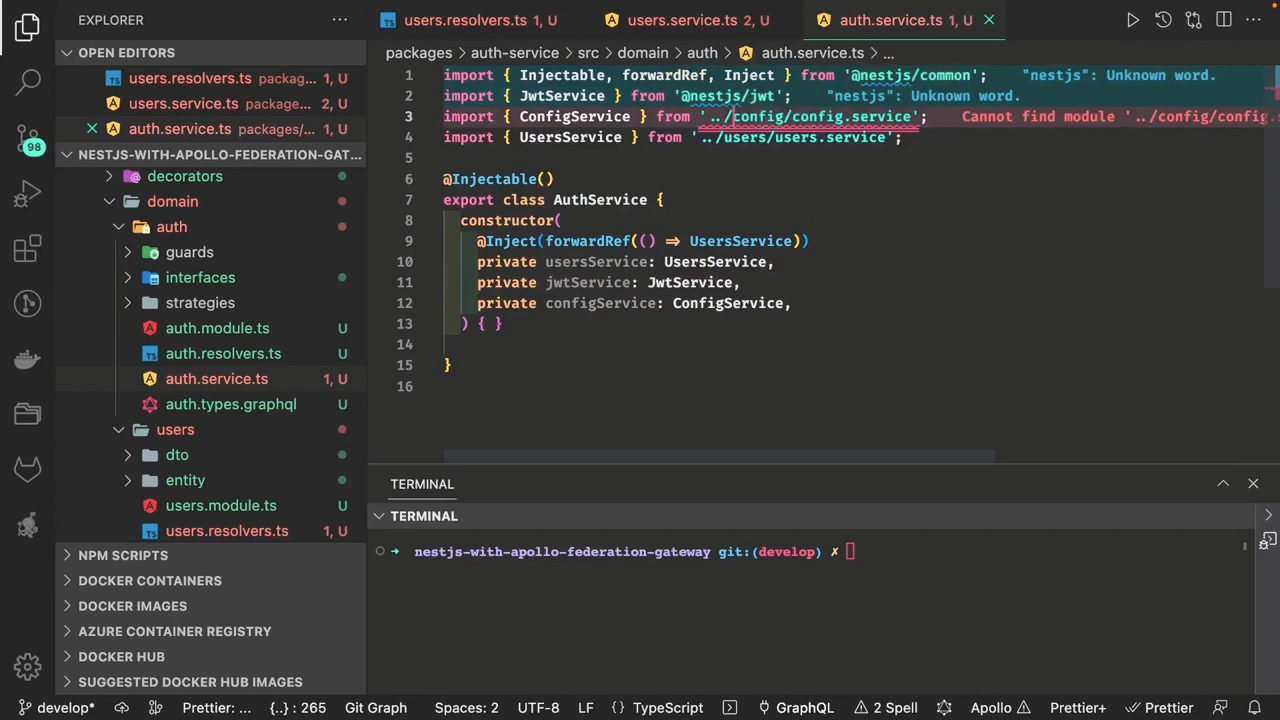 EXPLORER
OPEN EDITORS
users.resolvers.ts packag... 1, U
users.service.ts packages... 2, U
auth.service.ts packages/... 1, U
98
NESTJS-WITH-APOLLO-FEDERATION-GAT...
decorators
domain
auth
guards
interfaces
strategies
auth.module.ts U
auth.resolvers.ts U
auth.service.ts 1, U
auth.types.graphql U
users
dto
entity
users.module.ts U
users.resolvers.ts 1, U
NPM SCRIPTS
DOCKER CONTAINERS
DOCKER IMAGES
AZURE CONTAINER REGISTRY
DOCKER HUB
SUGGESTED DOCKER HUB IMAGES
users.resolvers.ts 1, U
users.service.ts 2, U
auth.service.ts 1, U
packages > auth-service > src > domain > auth > auth.service.ts > ...
1 import { Injectable, forwardRef, Inject } from '@nestjs/common'; "nestjs": Unknown word.
2 import { JwtService } from '@nestjs/jwt'; "nestjs": Unknown word.
3 import { ConfigService } from '../config/config.service'; Cannot find module '../config/config.s
4 import { UsersService } from '../users/users.service';
5
6 @Injectable()
7 export class AuthService {
8 constructor(
9 @Inject(forwardRef(() ⇒ UsersService))
10 private usersService: UsersService,
11 private jwtService: JwtService,
12 private configService: ConfigService,
13 ) { }
14
15 }
16
TERMINAL
TERMINAL
➜ nestjs-with-apollo-federation-gateway git:(develop) ✗
develop* Prettier: ... {..} : 265 Git Graph Spaces: 2 UTF-8 LF { } TypeScript GraphQL 2 Spell Apollo Prettier+ Prettier